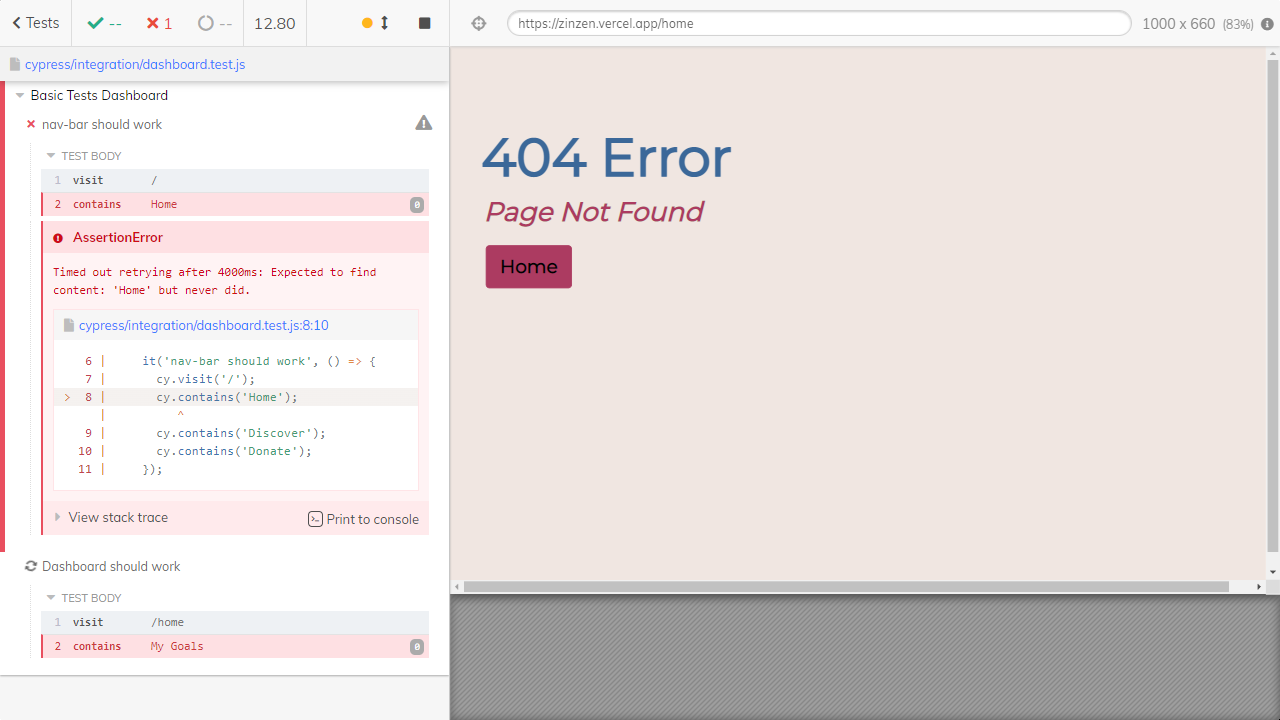 Tests
--
1
--
12.80
https://zinzen.vercel.app/home
1000 x 660 (83%)
cypress/integration/dashboard.test.js
Basic Tests Dashboard
nav-bar should work
TEST BODY
1 visit /
2 contains Home 0
AssertionError
Timed out retrying after 4000ms: Expected to find
content: 'Home' but never did.
cypress/integration/dashboard.test.js:8:10
6 | it('nav-bar should work', () => {
7 | cy.visit('/');
> 8 | cy.contains('Home');
| ^
9 | cy.contains('Discover');
10 | cy.contains('Donate');
11 | });
View stack trace
Print to console
Dashboard should work
TEST BODY
1 visit /home
2 contains My Goals 0
404 Error
Page Not Found
Home